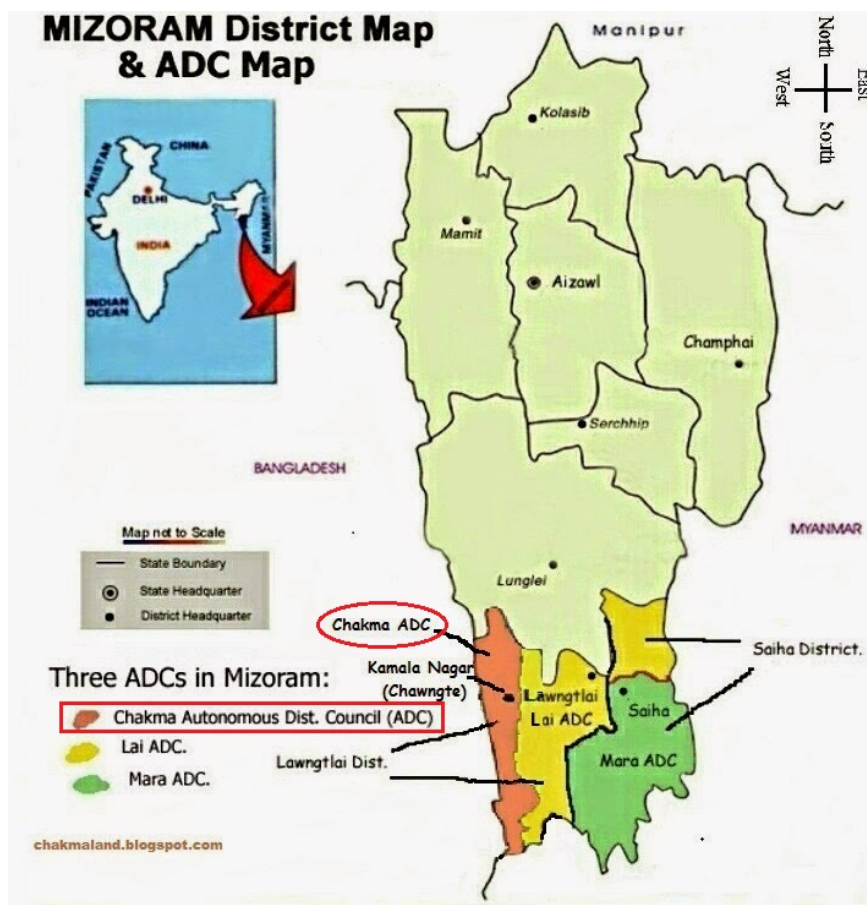 MIZORAM District Map
& ADC Map
Manipur
North
East
West
South
CHINA
PAKISTAN
DELHI
MYANMAR
INDIA
INDIAN
OCEAN
Kolasib
Mamit
Aizawl
Champhai
Serchhip
BANGLADESH
MYANMAR
Map not to Scale
State Boundary
State Headquarter
District Headquarter
Lunglei
Chakma ADC
Saiha District.
Kamala Nagar
(Chawngte)
Lawngtlai
Lai ADC
Saiha
Mara ADC
Lawngtlai Dist.
Three ADCs in Mizoram:
Chakma Autonomous Dist. Council (ADC)
Lai ADC.
Mara ADC.
chakmaland.blogspot.com